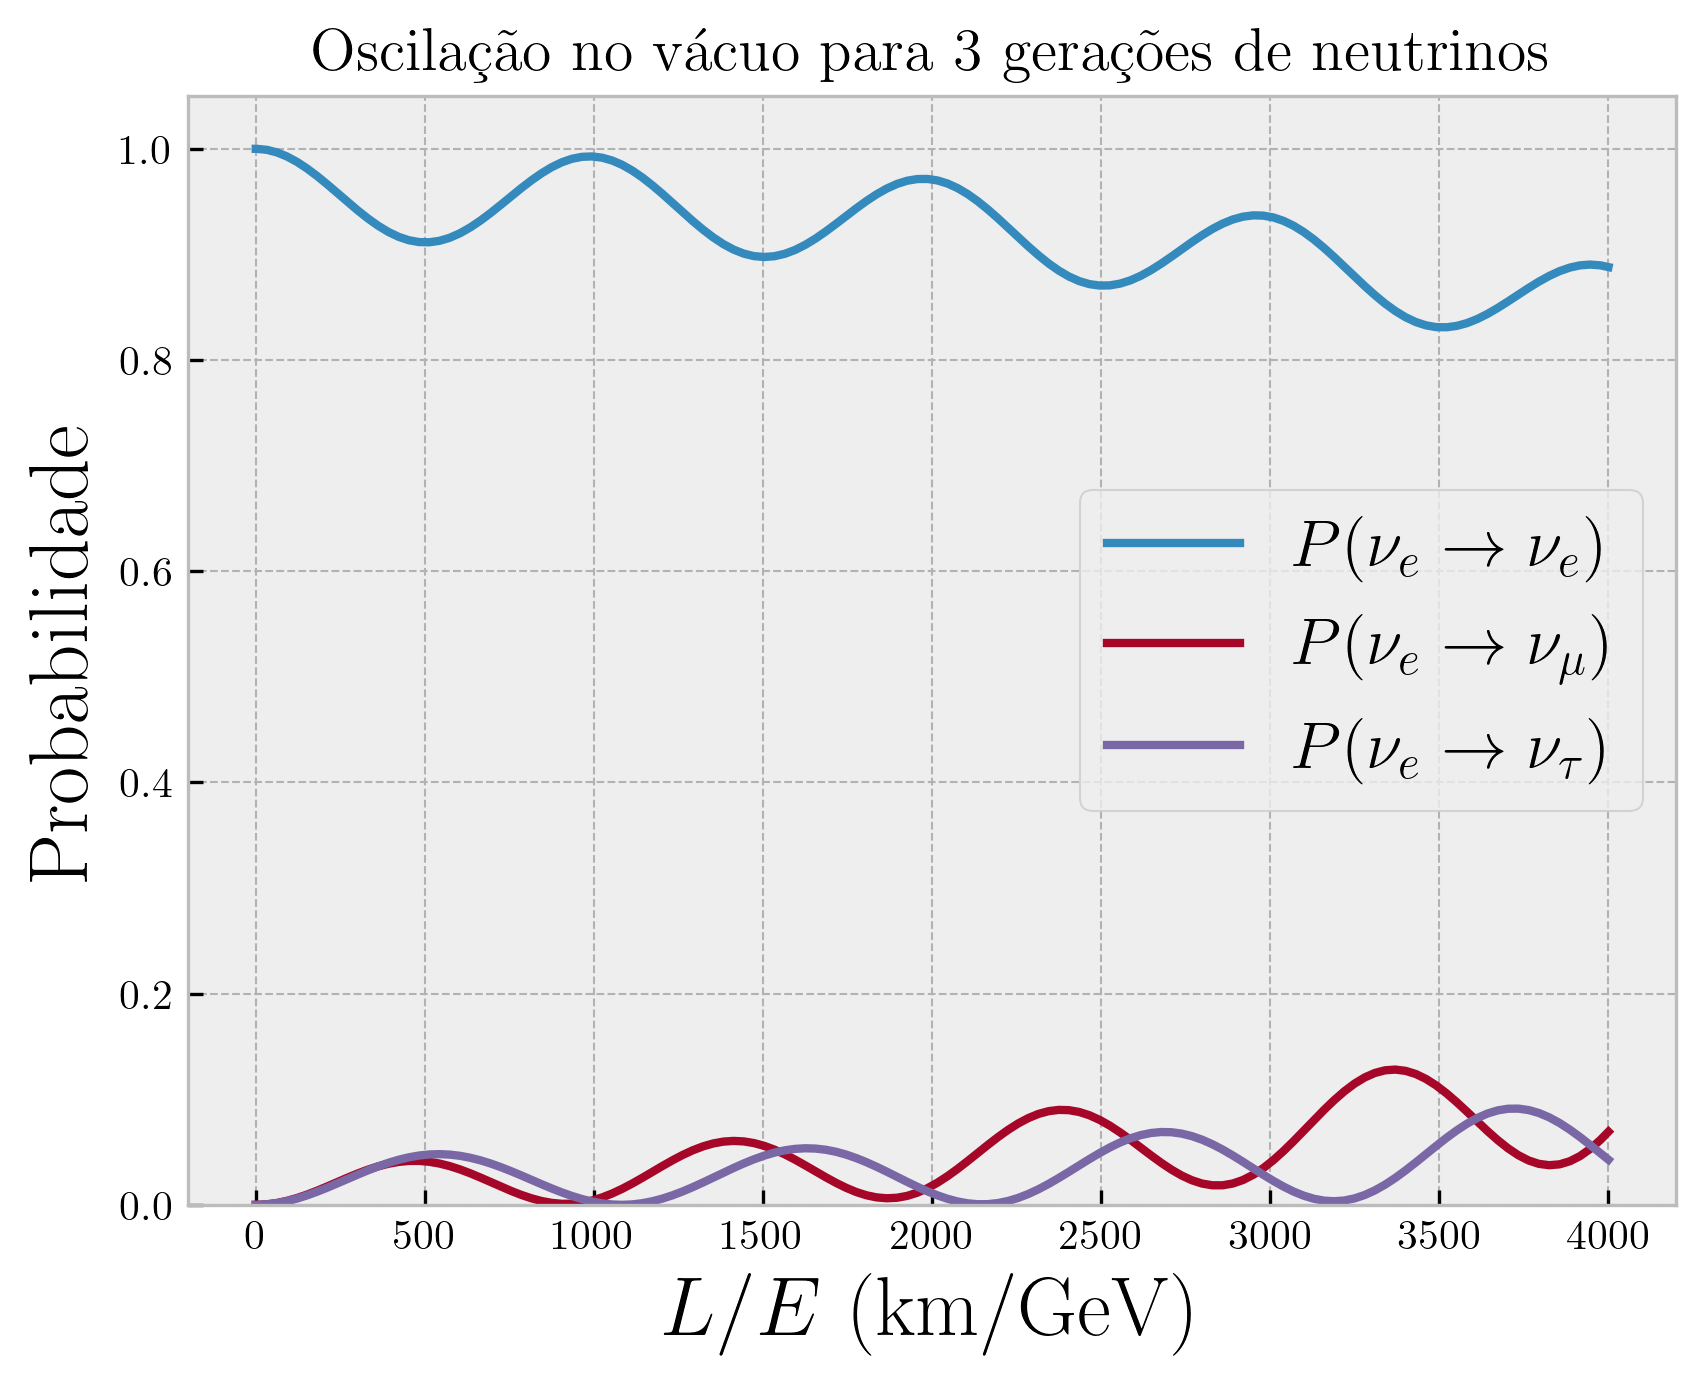 Oscilação no vácuo para 3 gerações de neutrinos
Probabilidade
1.0
0.8
0.6
0.4
0.2
0.0
P(νe → νe)
P(νe → νμ)
P(νe → ντ)
0 500 1000 1500 2000 2500 3000 3500 4000
L/E (km/GeV)